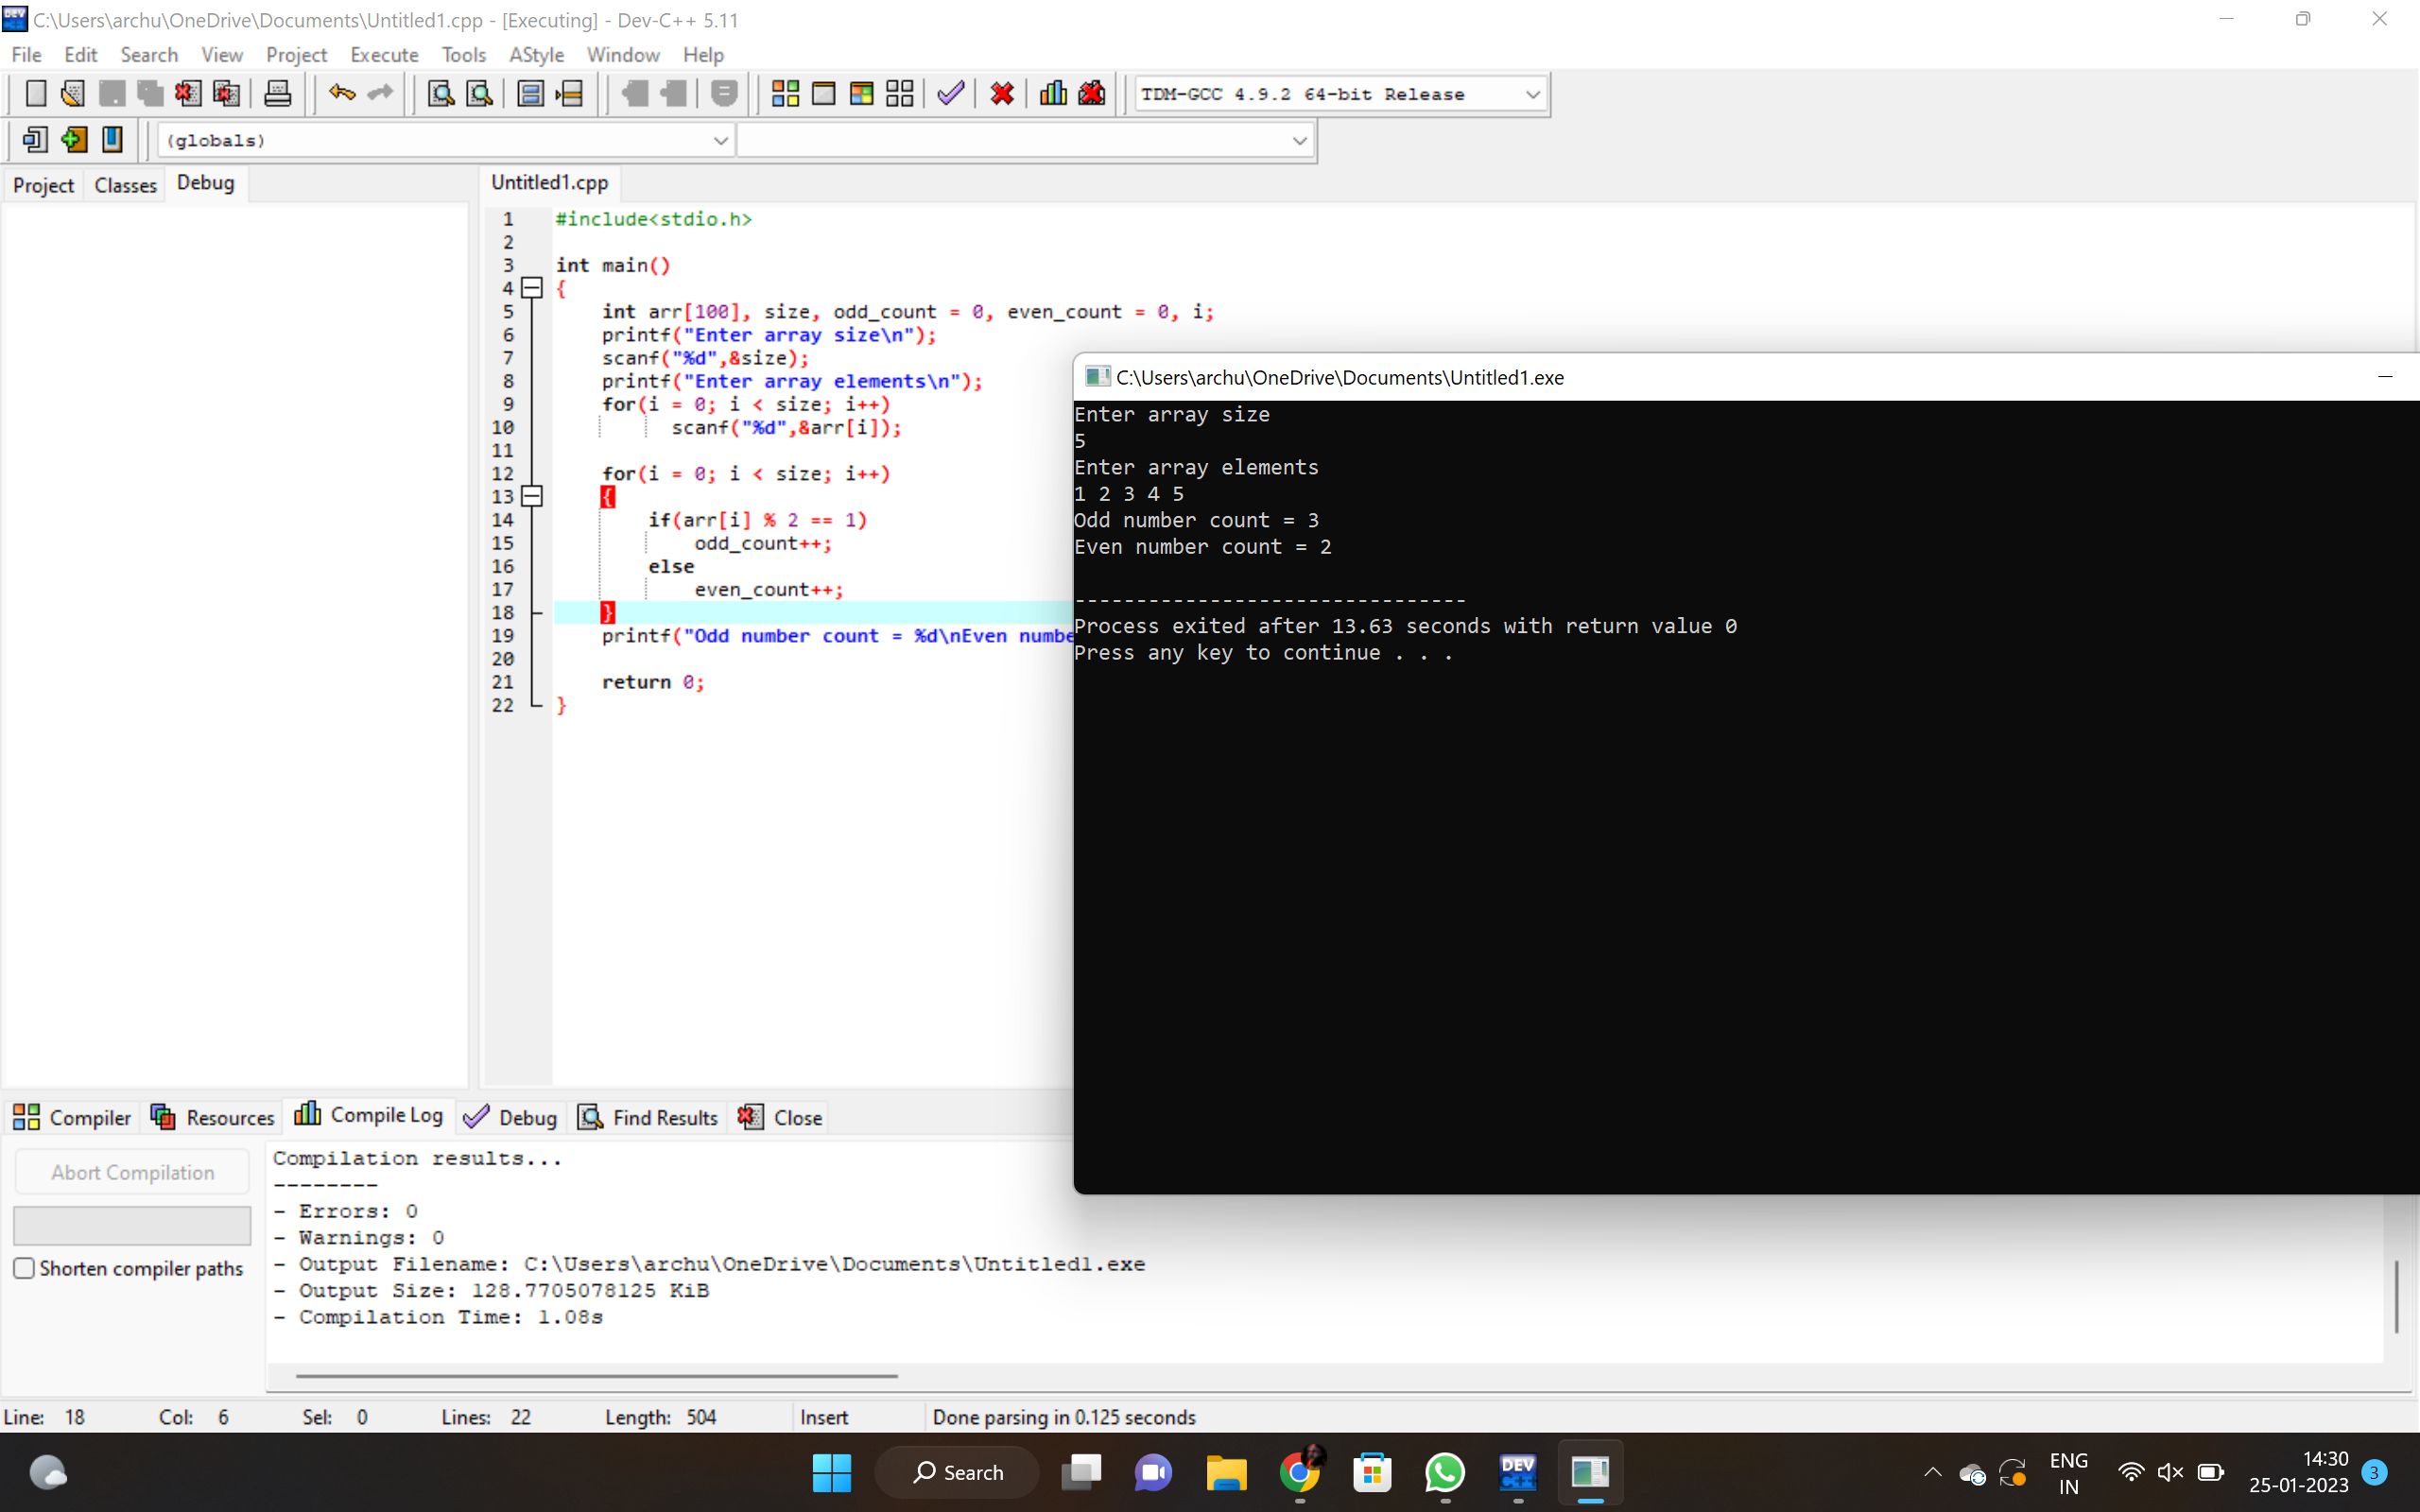 C:\Users\archu\OneDrive\Documents\Untitled1.cpp - [Executing] - Dev-C++ 5.11
File Edit Search View Project Execute Tools AStyle Window Help
TDM-GCC 4.9.2 64-bit Release
(globals)
Project Classes Debug
Untitled1.cpp
1 #include<stdio.h>
2
3 int main()
4 {
5 int arr[100], size, odd_count = 0, even_count = 0, i;
6 printf("Enter array size\n");
7 scanf("%d",&size);
8 printf("Enter array elements\n");
9 for(i = 0; i < size; i++)
10 scanf("%d",&arr[i]);
11
12 for(i = 0; i < size; i++)
13 {
14 if(arr[i] % 2 == 1)
15 odd_count++;
16 else
17 even_count++;
18 }
19 printf("Odd number count = %d\nEven numbe
20
21 return 0;
22 }
C:\Users\archu\OneDrive\Documents\Untitled1.exe
Enter array size
5
Enter array elements
1 2 3 4 5
Odd number count = 3
Even number count = 2
--------------------------------
Process exited after 13.63 seconds with return value 0
Press any key to continue . . .
Compiler Resources Compile Log Debug Find Results Close
Abort Compilation
Shorten compiler paths
Compilation results...
--------
- Errors: 0
- Warnings: 0
- Output Filename: C:\Users\archu\OneDrive\Documents\Untitled1.exe
- Output Size: 128.7705078125 KiB
- Compilation Time: 1.08s
Line: 18 Col: 6 Sel: 0 Lines: 22 Length: 504 Insert Done parsing in 0.125 seconds
Search
DEV C++
ENG
IN
14:30
25-01-2023
3